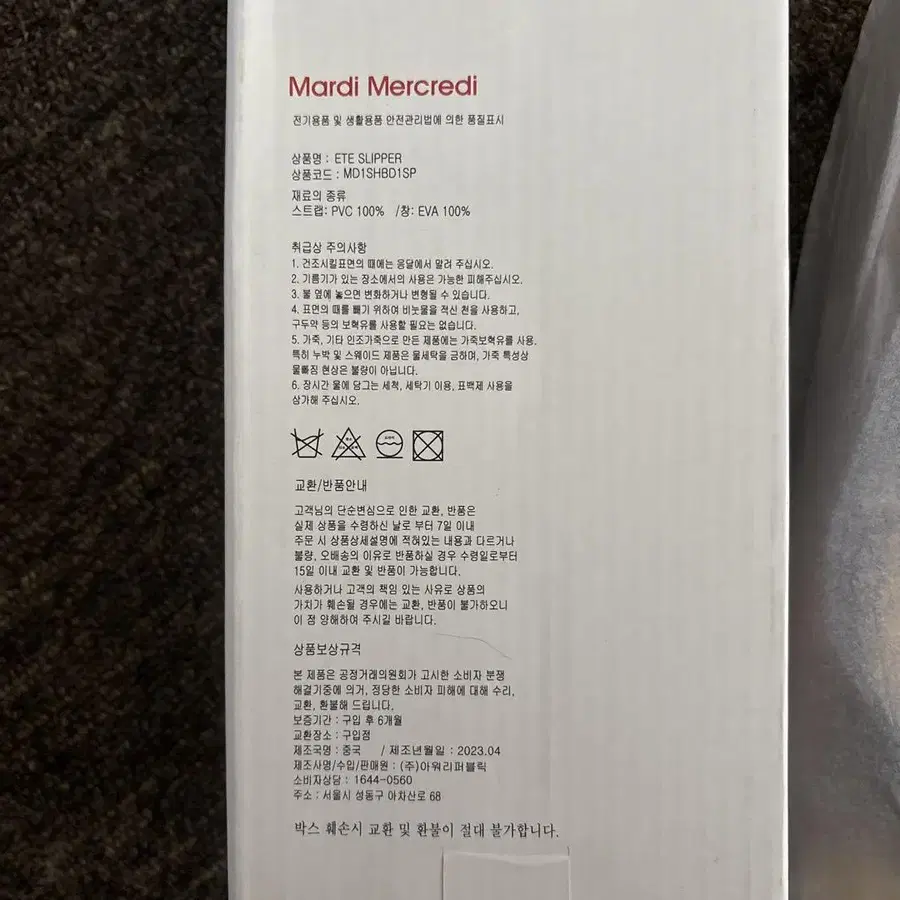 Mardi Mercredi
전기용품 및 생활용품 안전관리법에 의한 품질표시
상품명 : ETE SLIPPER
상품코드 : MD1SHBD1SP
재료의 종류
스트랩: PVC 100% /창: EVA 100%
취급상 주의사항
1. 건조시킬표면의 때에는 응달에서 말려 주십시오.
2. 기름기가 있는 장소에서의 사용은 가능한 피해주십시오.
3. 불 옆에 놓으면 변화하거나 변형될 수 있습니다.
4. 표면의 때를 빼기 위하여 비눗물을 적신 천을 사용하고,
구두약 등의 보혁유를 사용할 필요는 없습니다.
5. 가죽, 기타 인조가죽으로 만든 제품에는 가죽보혁유를 사용.
특히 누박 및 스웨이드 제품은 물세탁을 금하며, 가죽 특성상
물빠짐 현상은 불량이 아닙니다.
6. 장시간 물에 담그는 세척, 세탁기 이용, 표백제 사용을
삼가해 주십시오.
교환/반품안내
고객님의 단순변심으로 인한 교환, 반품은
실제 상품을 수령하신 날로 부터 7일 이내
주문 시 상품상세설명에 적혀있는 내용과 다르거나
불량, 오배송의 이유로 반품하실 경우 수령일로부터
15일 이내 교환 및 반품이 가능합니다.
사용하거나 고객의 책임 있는 사유로 상품의
가치가 훼손될 경우에는 교환, 반품이 불가하오니
이 점 양해하여 주시길 바랍니다.
상품보상규격
본 제품은 공정거래의원회가 고시한 소비자 분쟁
해결기중에 의거, 정당한 소비자 피해에 대해 수리,
교환, 환불해 드립니다.
보증기간 : 구입 후 6개월
교환장소 : 구입점
제조국명 : 중국 / 제조년월일 : 2023.04
제조사명/수입/판매원 : (주)아워리퍼블릭
소비자상담 : 1644-0560
주소 : 서울시 성동구 아차산로 68
박스 훼손시 교환 및 환불이 절대 불가합니다.